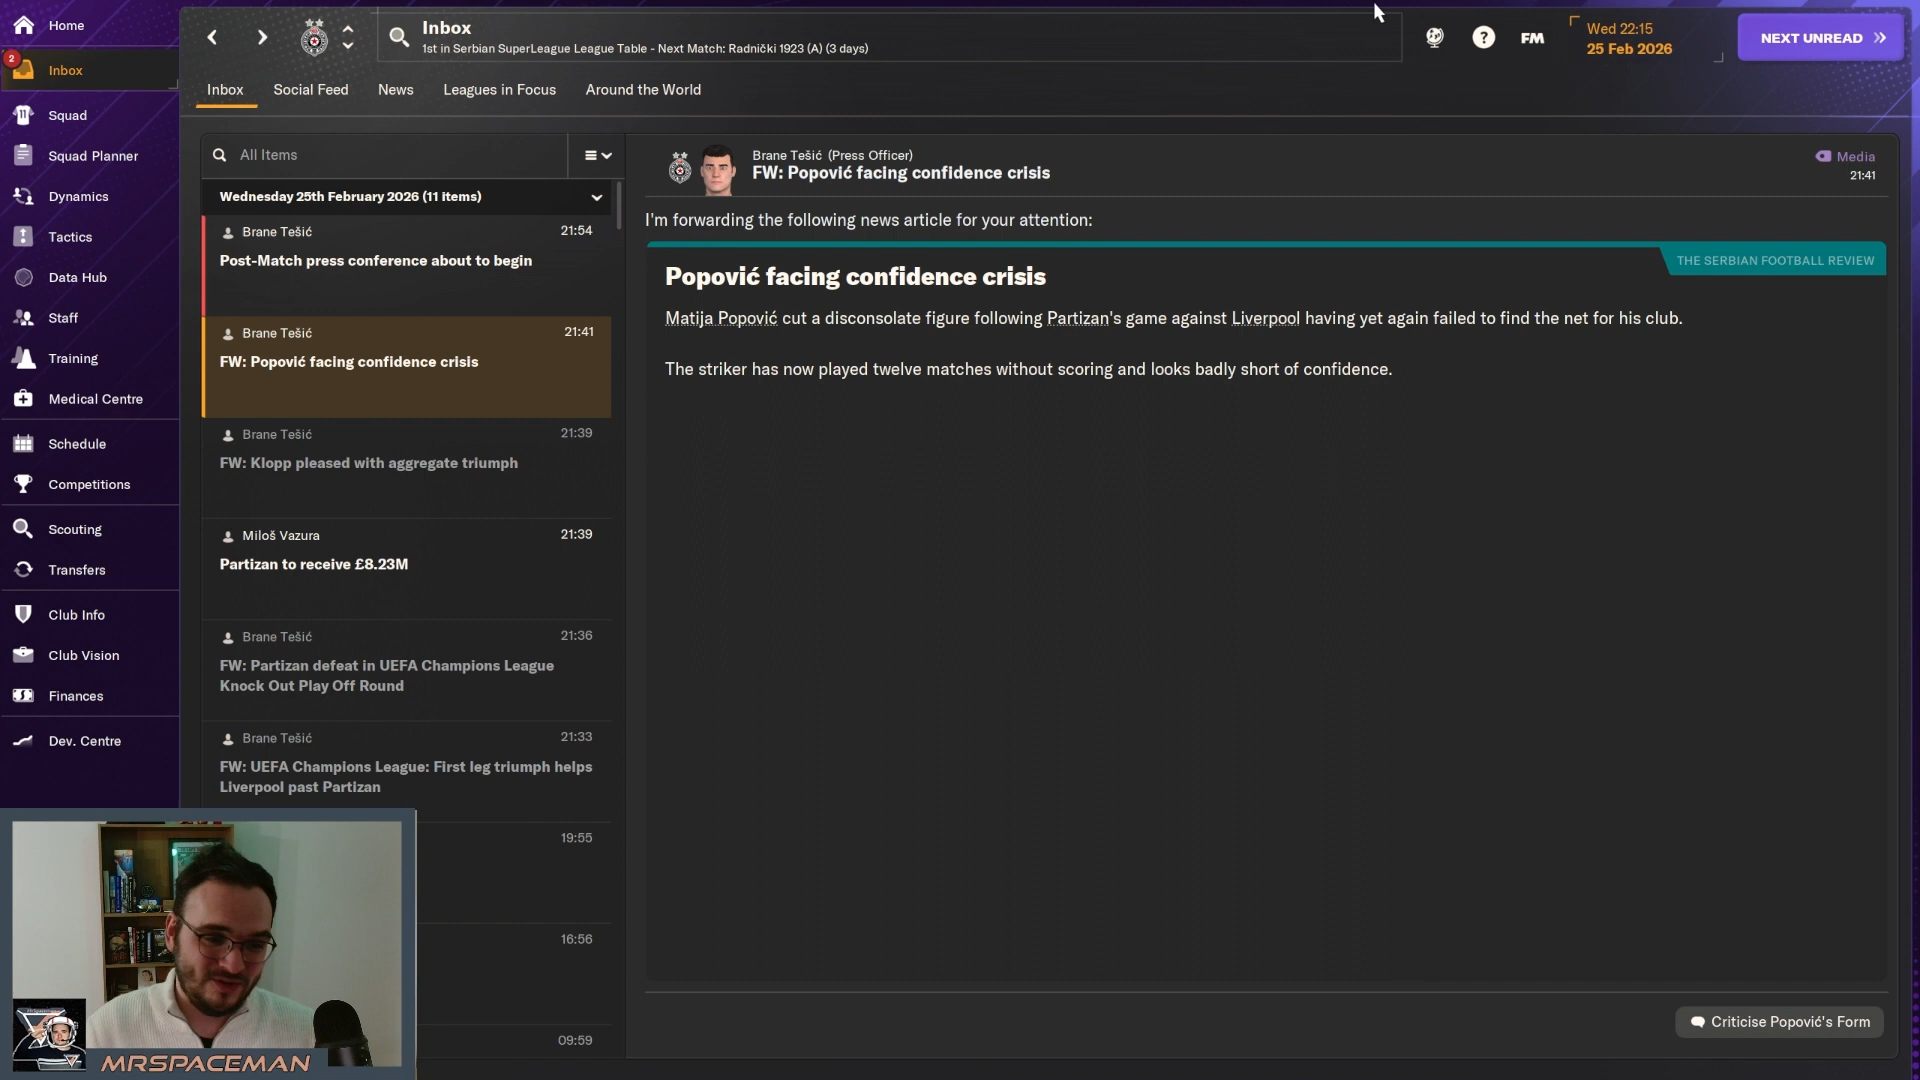 Home
2
Inbox
Squad
Squad Planner
Dynamics
Tactics
Data Hub
Staff
Training
Medical Centre
Schedule
Competitions
Scouting
Transfers
Club Info
Club Vision
Finances
Dev. Centre
Inbox
1st in Serbian SuperLeague League Table - Next Match: Radnički 1923 (A) (3 days)
?
FM
Wed 22:15
25 Feb 2026
NEXT UNREAD
Inbox
Social Feed
News
Leagues in Focus
Around the World
All Items
Wednesday 25th February 2026 (11 Items)
Brane Tešić
21:54
Post-Match press conference about to begin
Brane Tešić
21:41
FW: Popović facing confidence crisis
Brane Tešić
21:39
FW: Klopp pleased with aggregate triumph
Miloš Vazura
21:39
Partizan to receive £8.23M
Brane Tešić
21:36
FW: Partizan defeat in UEFA Champions League
Knock Out Play Off Round
Brane Tešić
21:33
FW: UEFA Champions League: First leg triumph helps
Liverpool past Partizan
19:55
16:56
09:59
Brane Tešić (Press Officer)
FW: Popović facing confidence crisis
Media
21:41
I'm forwarding the following news article for your attention:
THE SERBIAN FOOTBALL REVIEW
Popović facing confidence crisis
Matija Popović cut a disconsolate figure following Partizan's game against Liverpool having yet again failed to find the net for his club.
The striker has now played twelve matches without scoring and looks badly short of confidence.
Criticise Popović's Form
MRSPACEMAN